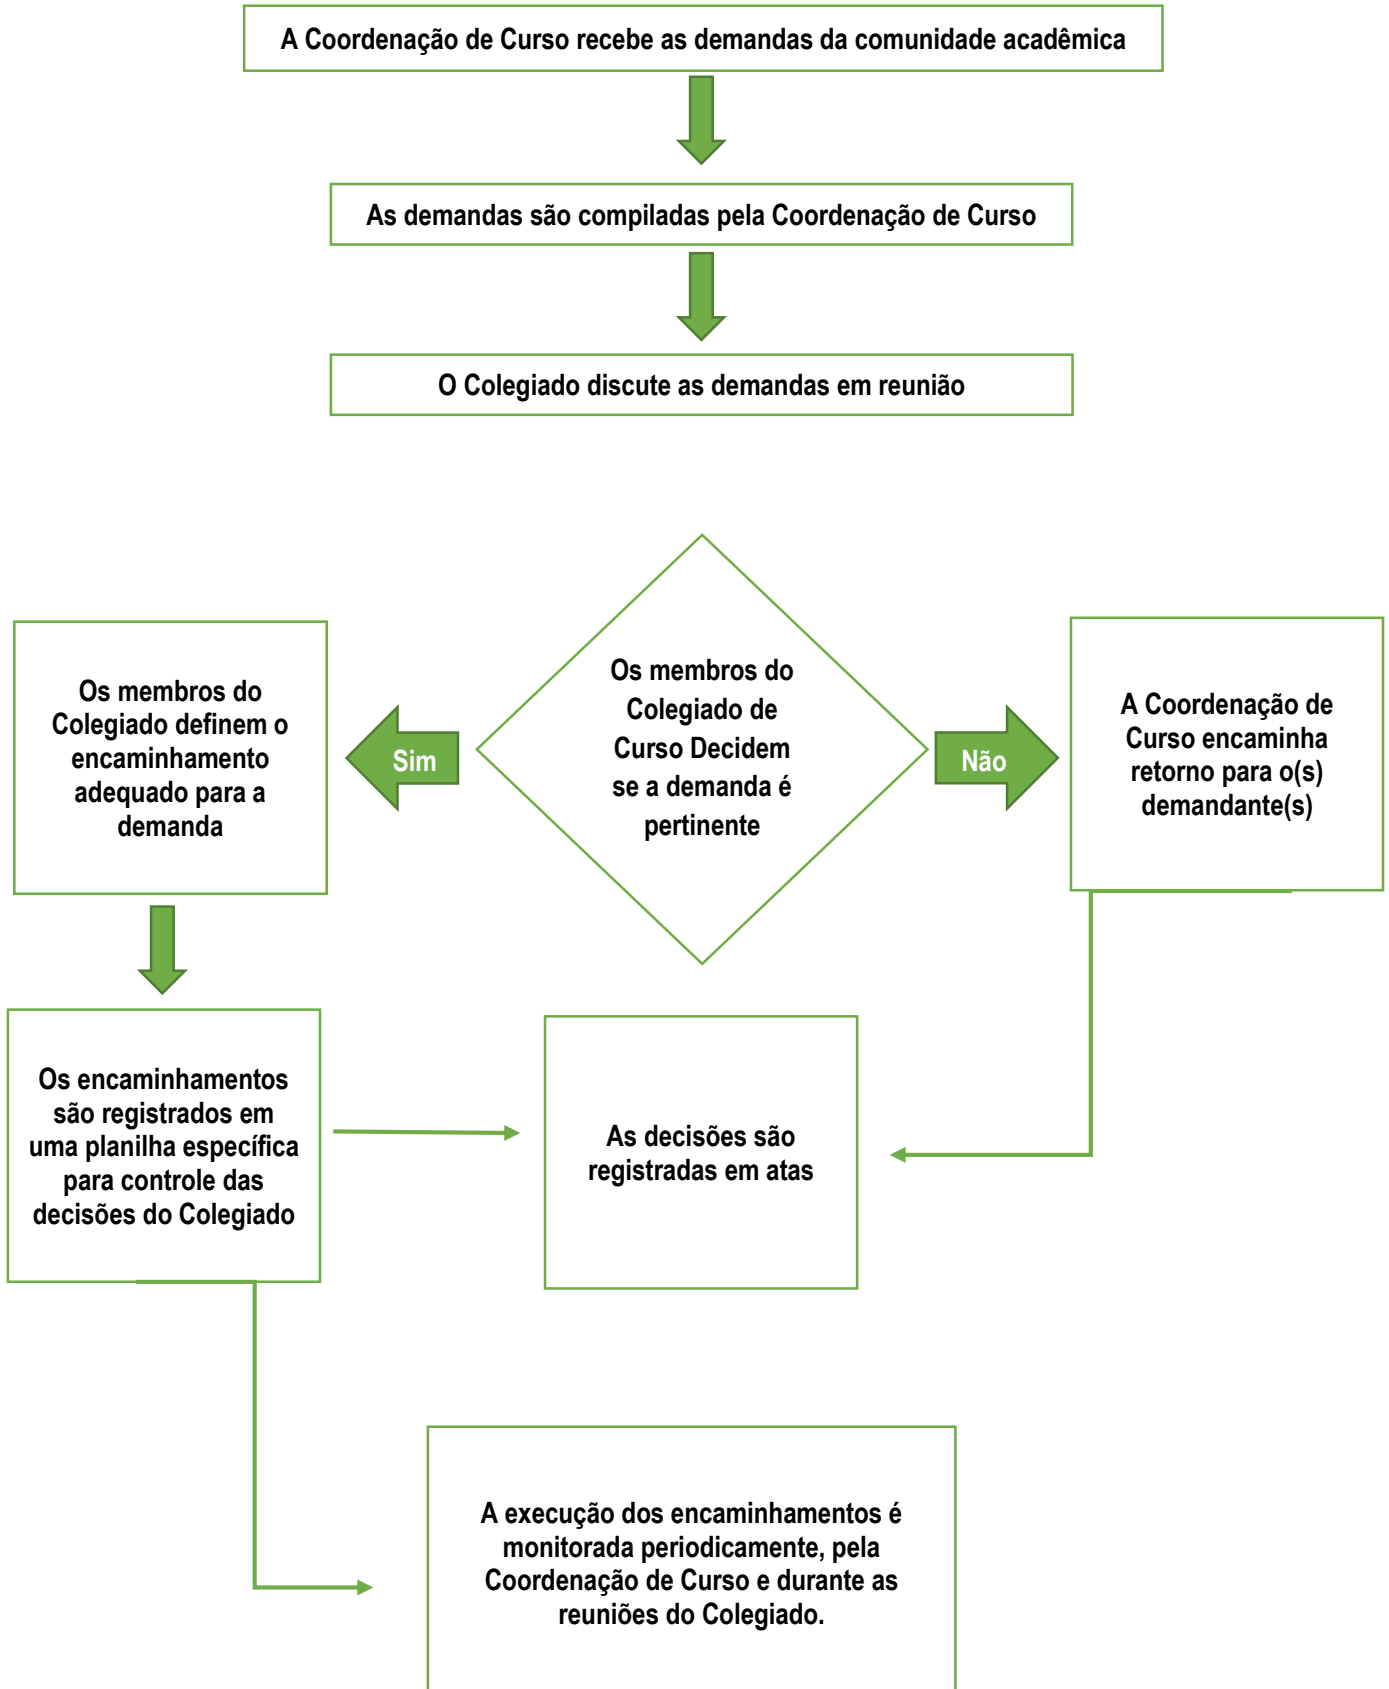 A Coordenação de Curso recebe as demandas da comunidade acadêmica
As demandas são compiladas pela Coordenação de Curso
O Colegiado discute as demandas em reunião
Os membros do
Colegiado definem o
encaminhamento
adequado para a
demanda
Sim
Os membros do
Colegiado de
Curso Decidem
se a demanda é
pertinente
Não
A Coordenação de
Curso encaminha
retorno para o(s)
demandante(s)
Os encaminhamentos
são registrados em
uma planilha específica
para controle das
decisões do Colegiado
As decisões são
registradas em atas
A execução dos encaminhamentos é
monitorada periodicamente, pela
Coordenação de Curso e durante as
reuniões do Colegiado.